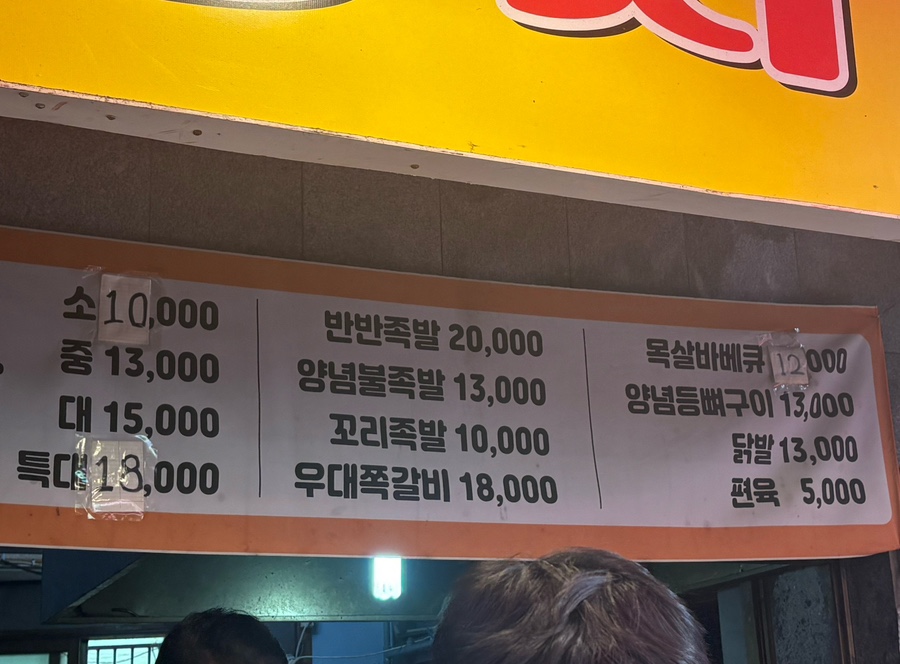 소 10,000
중 13,000
대 15,000
특대 18,000
반반족발 20,000
양념불족발 13,000
꼬리족발 10,000
우대쪽갈비 18,000
목살바베큐 12,000
양념등뼈구이 13,000
닭발 13,000
편육 5,000